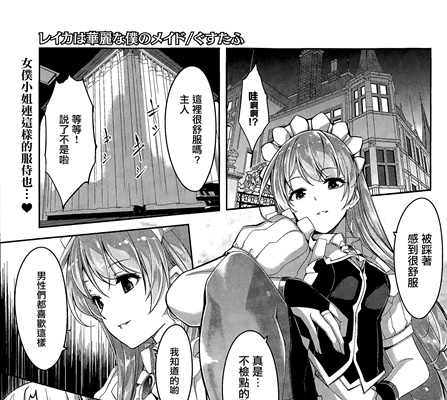 レイカは華麗な僕のメイド/ぐすたふ
女僕小姐連這樣的服侍也…♥
哇啊啊!?
這裡很舒服嗎?
主人
等等!
說了不是啦
被踩著
感到很舒服
男性們都喜歡這樣
我知道的喲
真是…
不檢點的